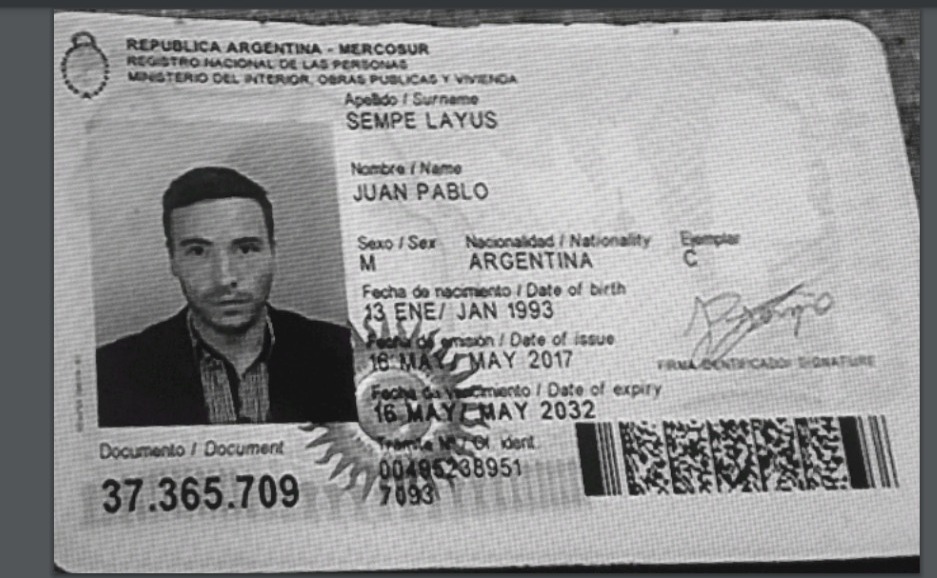 REPUBLICA ARGENTINA - MERCOSUR
REGISTRO NACIONAL DE LAS PERSONAS
MINISTERIO DEL INTERIOR, OBRAS PUBLICAS Y VIVIENDA
Apellido / Surname
SEMPE LAYUS
Nombre / Name
JUAN PABLO
Sexo / Sex Nacionalidad / Nationality Ejemplar
M ARGENTINA C
Fecha de nacimiento / Date of birth
13 ENE/ JAN 1993
Fecha de emisión / Date of issue
16 MAY/ MAY 2017
FIRMA IDENTIFICADO/ SIGNATURE
Fecha de vencimiento / Date of expiry
16 MAY/ MAY 2032
Documento / Document
37.365.709
Tramite Nº / Of. ident.
00495238951
7093